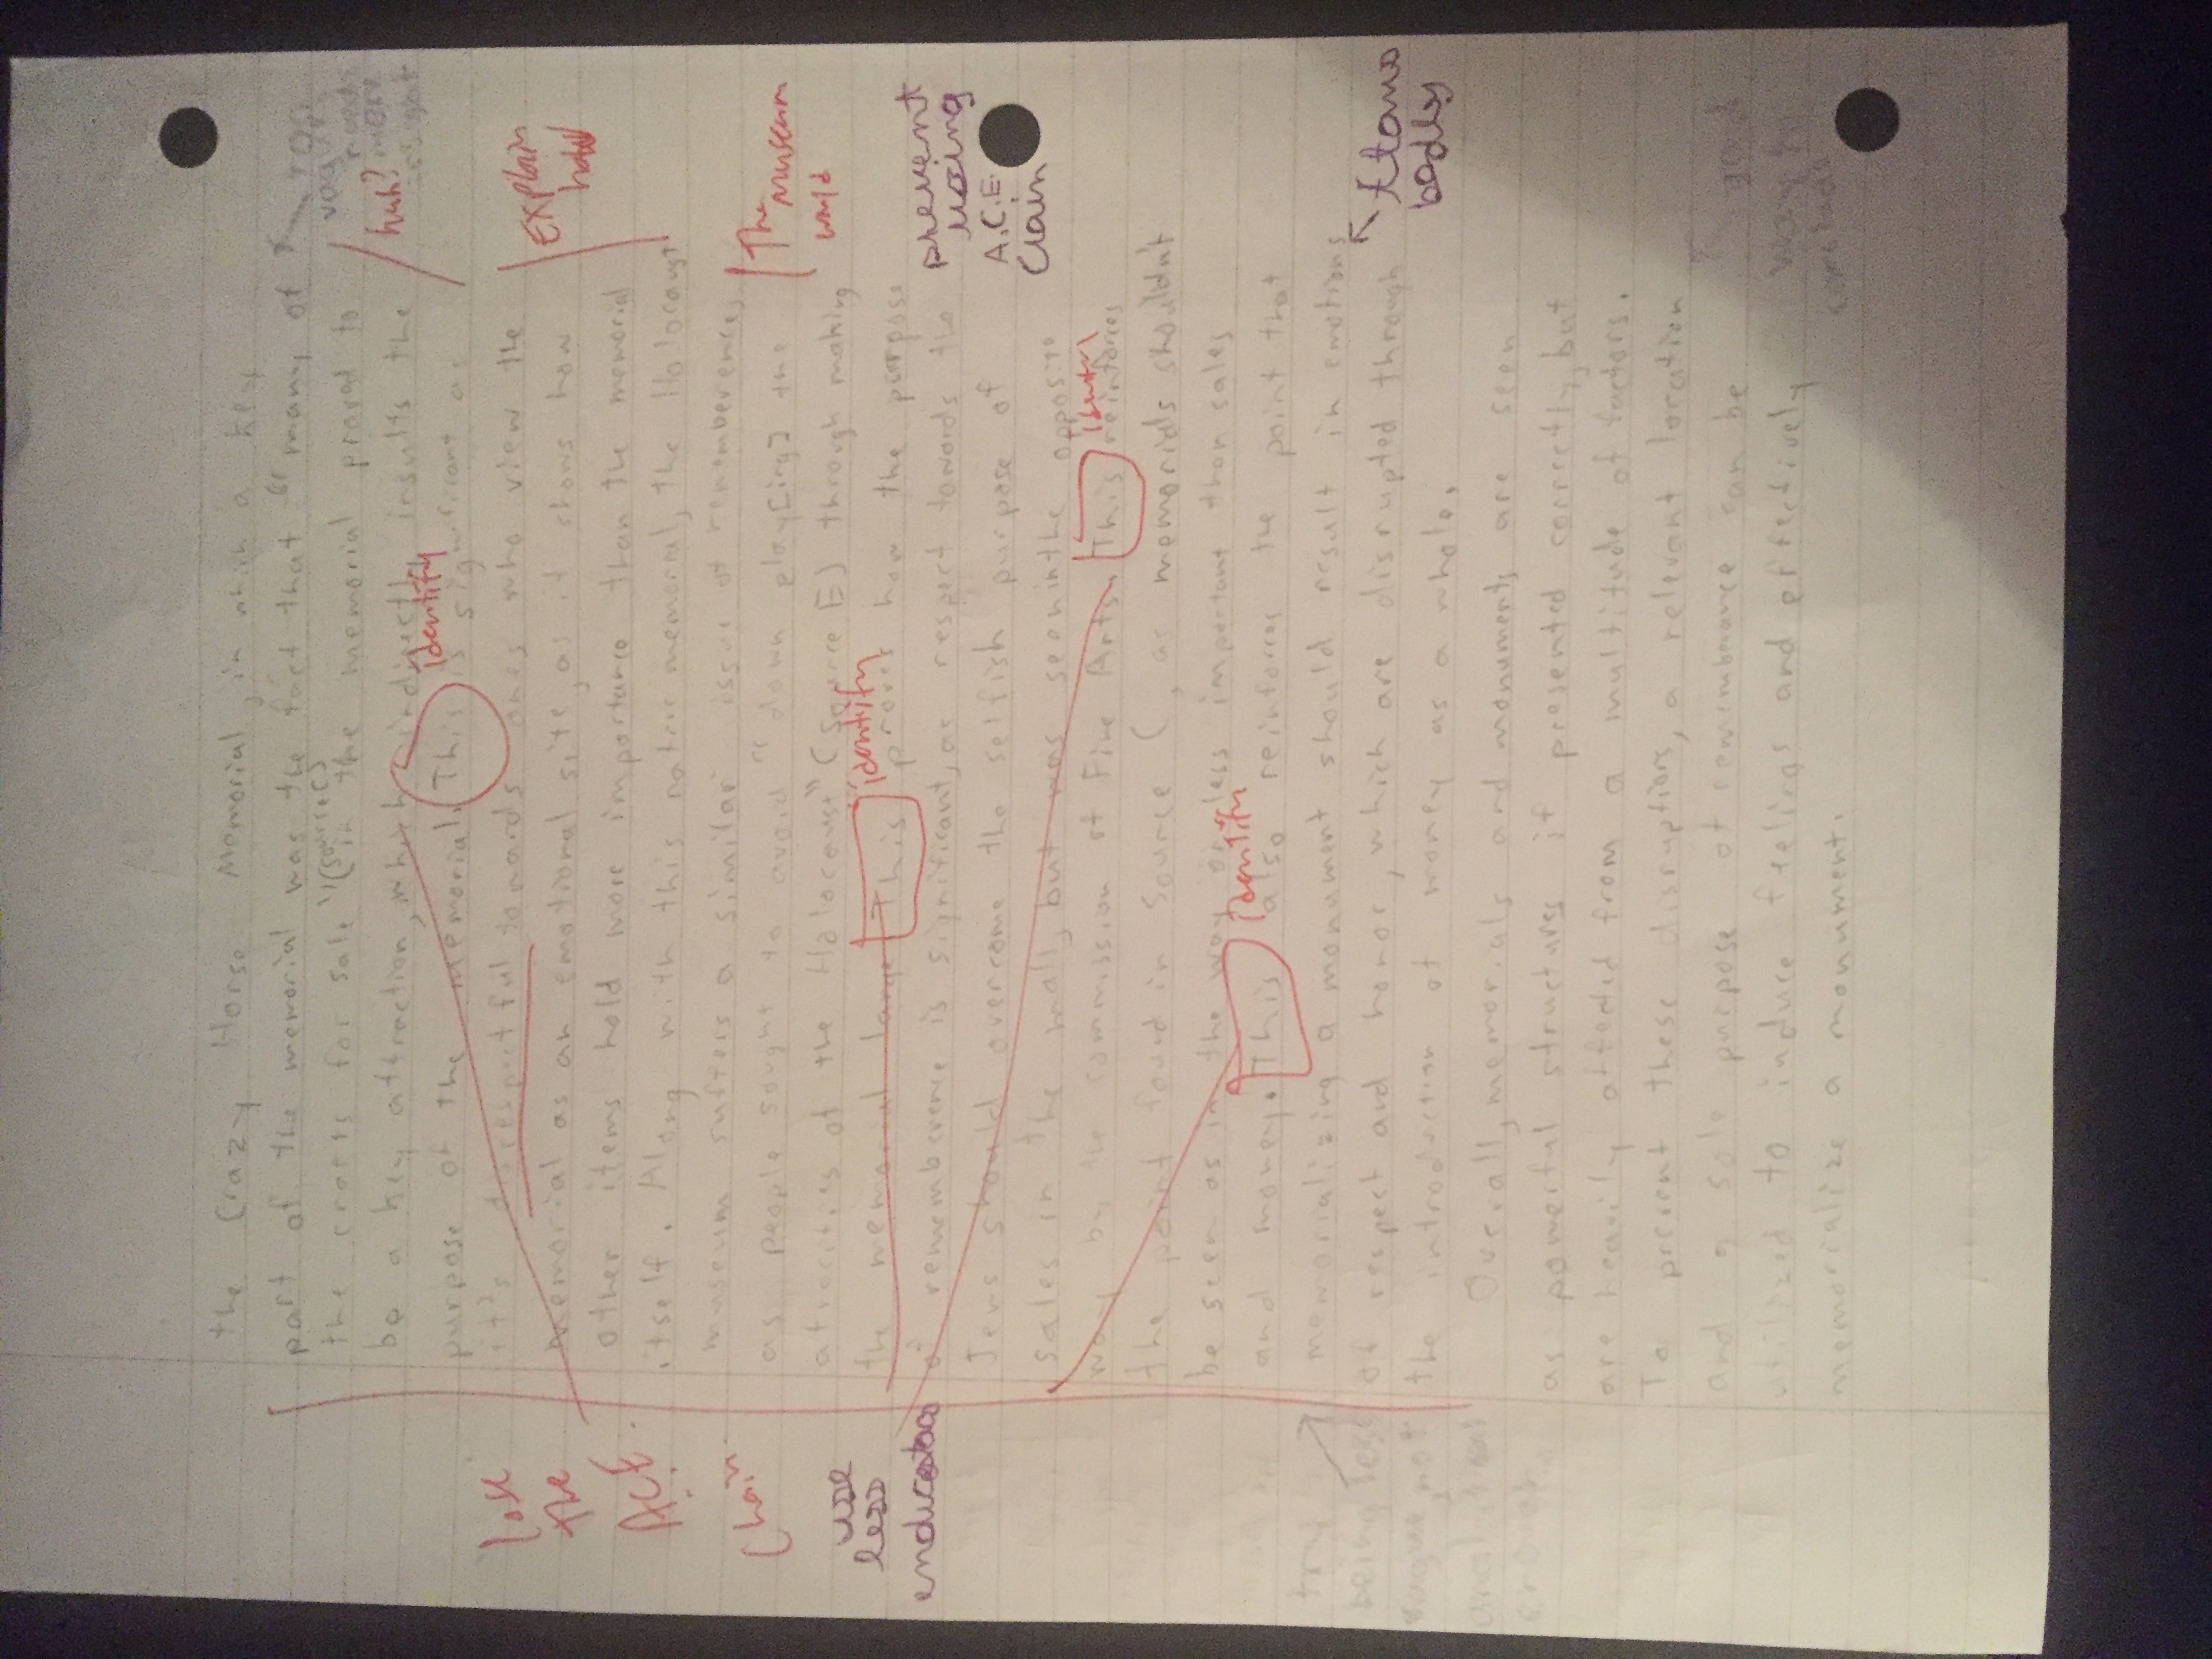 the Crazy Horse Memorial, in which a key
part of the memorial was the fact that "many of
too
vague,
needs
more
insight
the crafts for sale" (Source C) in the memorial proved to
huh?
be a key attraction, which indirectly insults the
identify
purpose of the memorial. This is significant as
it's disrespectful towards ones who view the
Explain
how
lose
the
ACE
chain
memorial as an emotional site, as it shows how
other items hold more importance than the memorial
itself. Along with this native memorial, the Holocaust
museum suffers a similar issue of rememberence,
The
museum
would
as people sought to avoid "down play[ing] the
atrocities of the Holocaust" (Source E) through making
use
less
identify
the memorial large. This proves how the purpose
of rememberence is significant, as respect towards the
prevent
using
A.C.E.
Jews should overcome the selfish purpose of
sales in the mall, but was seen in the opposite
identify
way by the commission of Fine Arts. This reinforces
the point found in Source C, as memorials shouldn't
be seen as in the way or less important than sales
identify
and money. This also reinforces the point that
try
being less
vague, not
analytical
enough
memorializing a monument should result in emotions
of respect and honor, which are disrupted through
badly
the introduction of money as a whole.
Overall, memorials and monuments are seen
as powerful structures if presented correctly, but
are heavily affected from a multitude of factors.
To prevent these disruptions, a relevant location
and a sole purpose of rememberance can be
utilized to induce feelings and effectively
good
way to
conclude
memorialize a monument.